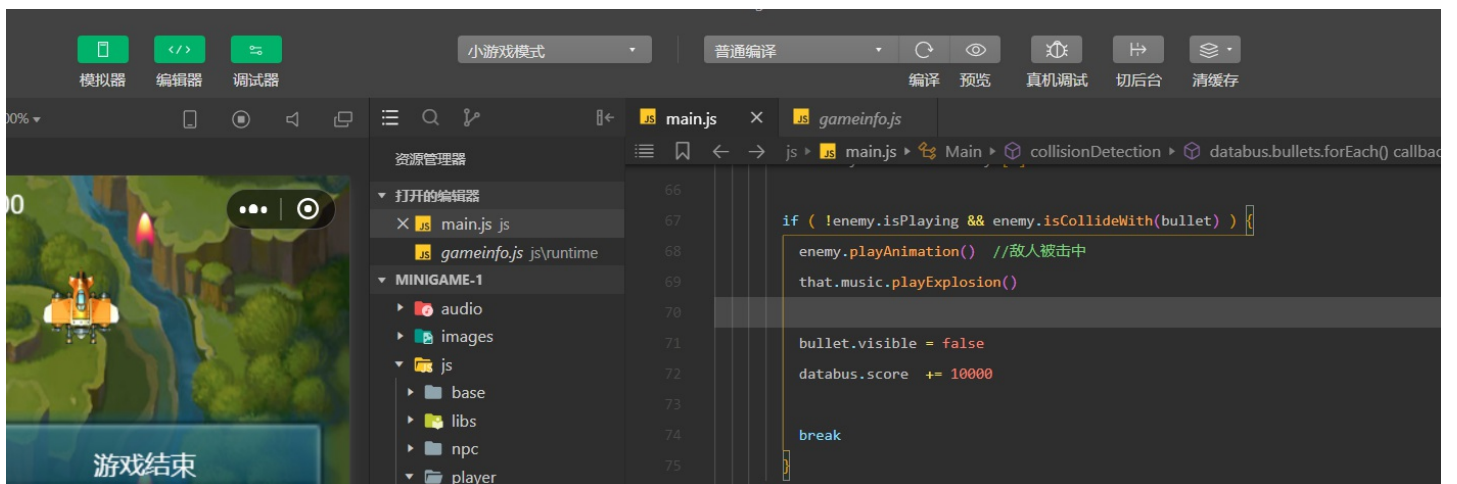 小游戏模式 普通编译
模拟器 编辑器 调试器 编译 预览 真机调试 切后台 清缓存
main.js gameinfo.js
js main.js Main collisionDetection databus.bullets.forEach()
资源管理器
打开的编辑器
main.js js
gameinfo.js js\runtime
MINIGAME-1
audio
images
js
base
libs
npc
player
66
67 if ( !enemy.isPlaying && enemy.isCollideWith(bullet) ) {
68 enemy.playAnimation() //敌人被击中
69 that.music.playExplosion()
70
71 bullet.visible = false
72 databus.score += 10000
73
74 break
75 }
游戏结束